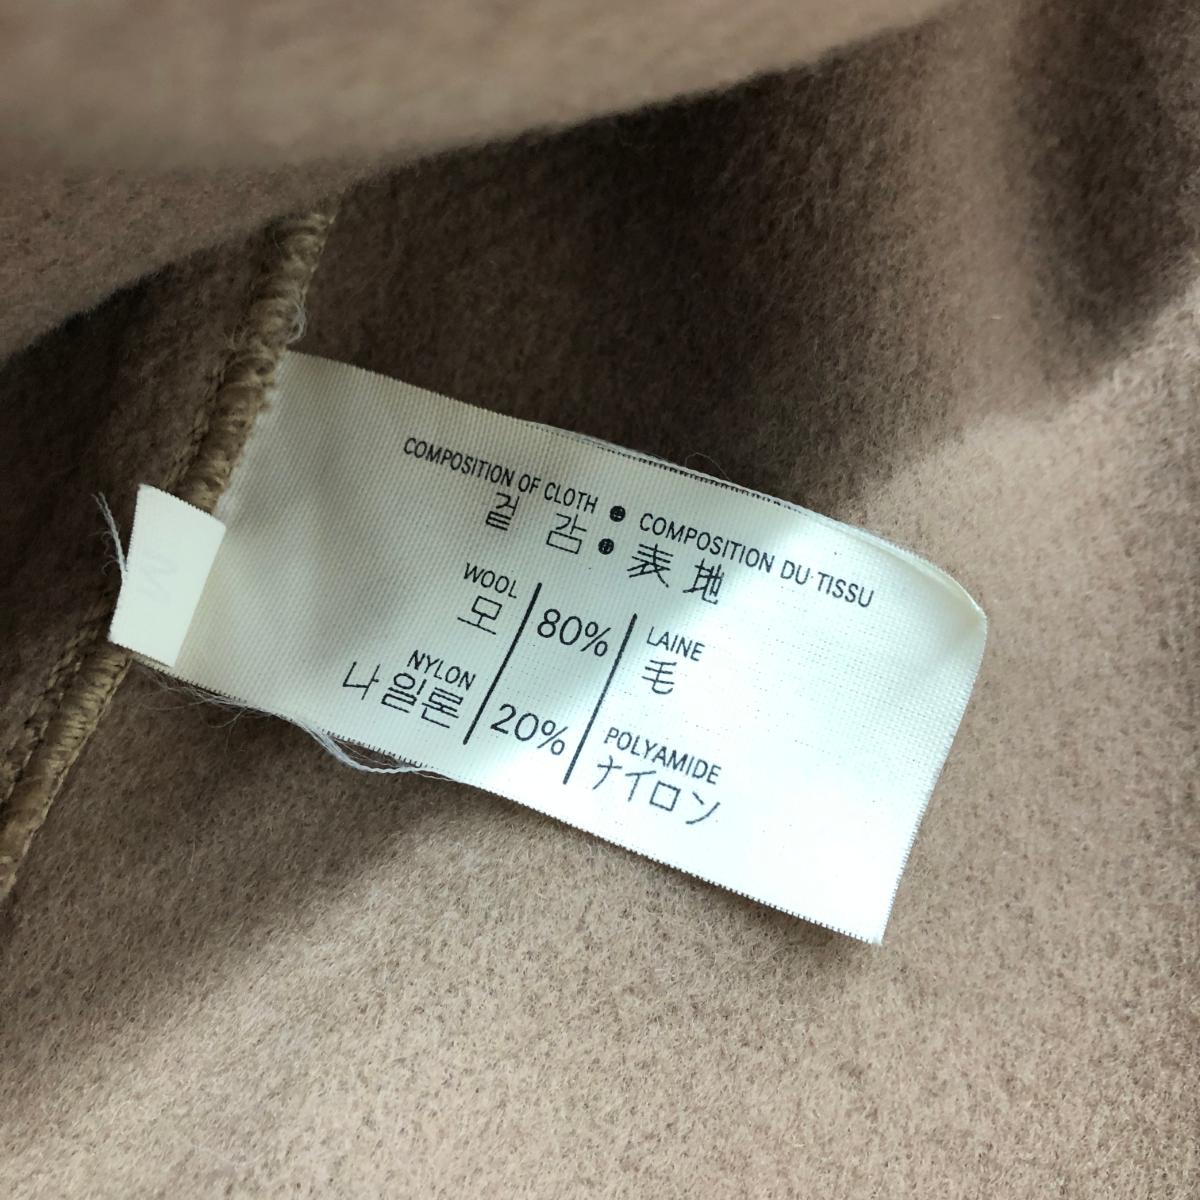 COMPOSITION OF CLOTH ● COMPOSITION DU TISSU
겉 감 ● 表 地
WOOL 80% LAINE
모 毛
NYLON 20% POLYAMIDE
나일론 ナイロン
M